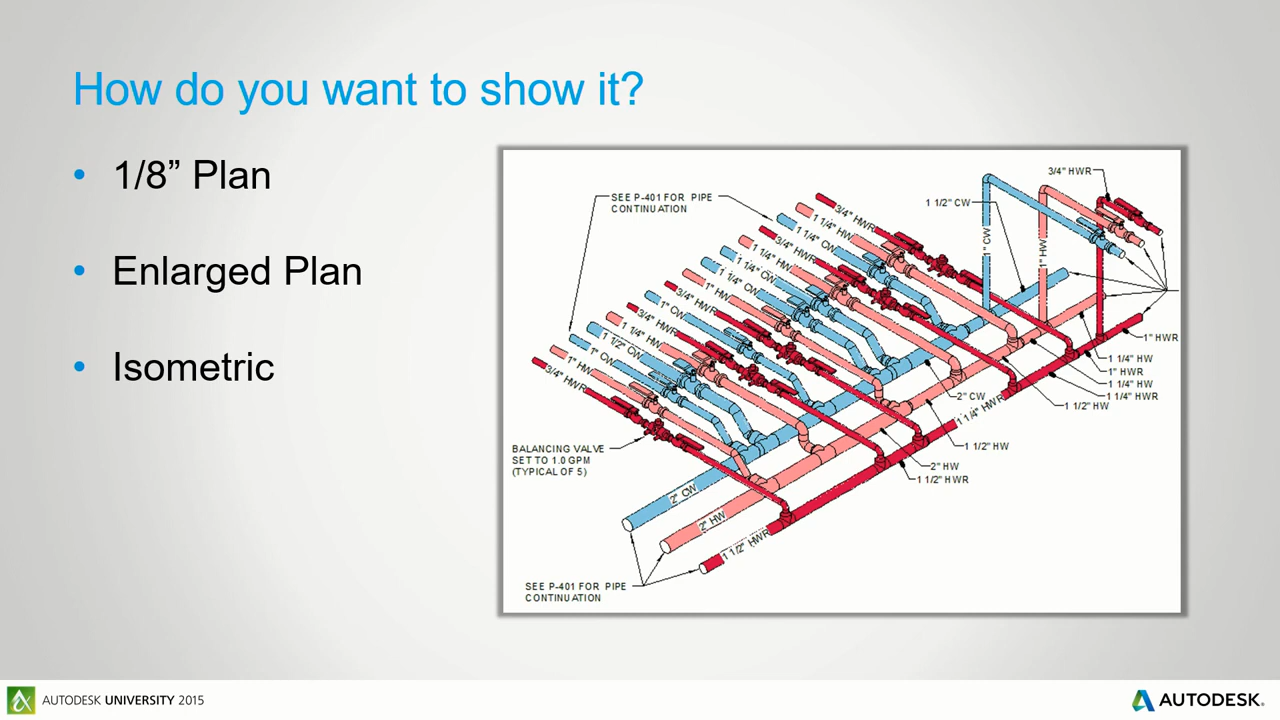 How do you want to show it?
• 1/8” Plan
• Enlarged Plan
• Isometric
SEE P-401 FOR PIPE
CONTINUATION
3/4" HWR
1 1/2" CW
1" CW
1" HW
3/4" HWR
1 1/4" HW
1 1/4" CW
3/4" HWR
1 1/4" HW
1 1/4" CW
1 1/4" CW
3/4" HWR
1" HW
1" CW
3/4" HWR
1 1/4" HW
1 1/2" CW
1" CW
1" HW
3/4" HWR
1" HWR
1 1/4" HW
1" HWR
1 1/4" HW
1 1/4" HWR
1 1/2" HW
2" CW
1 1/4" HWR
1 1/2" HW
2" HW
1 1/2" HWR
BALANCING VALVE
SET TO 1.0 GPM
(TYPICAL OF 5)
2" CW
2" HW
1 1/2" HWR
SEE P-401 FOR PIPE
CONTINUATION
AUTODESK UNIVERSITY 2015
AUTODESK.